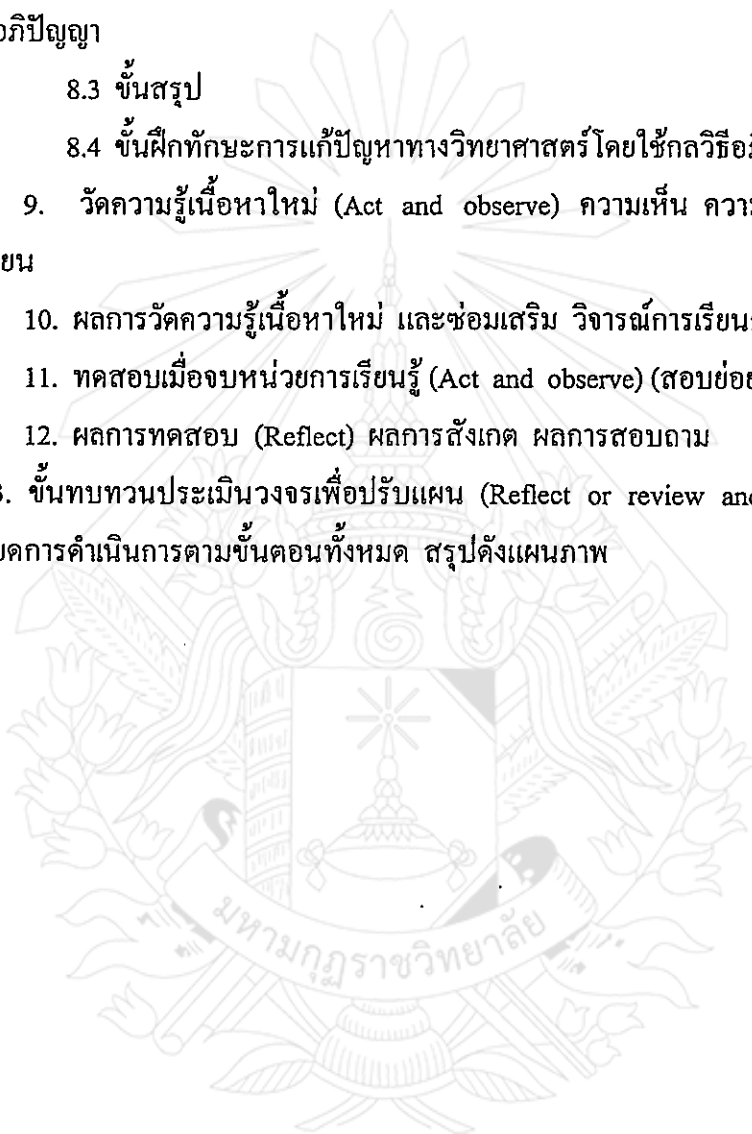 อภิปัญญา
8.3 ขั้นสรุป
8.4 ขั้นฝึกทักษะการแก้ปัญหาทางวิทยาศาสตร์โดยใช้กลวิธี
9. วัดความรู้เนื้อหาใหม่ (Act and observe) ความเห็น
ยน
10. ผลการวัดความรู้เนื้อหาใหม่ และซ่อมเสริม วิจารณ์การเรียน
11. ทดสอบเมื่อจบหน่วยการเรียนรู้ (Act and observe) (สอบย่อย
12. ผลการทดสอบ (Reflect) ผลการสังเกต ผลการสอบถาม
3. ขั้นทบทวนประเมินวงจรเพื่อปรับแผน (Reflect or review and
ยดการดำเนินการตามขั้นตอนทั้งหมด สรุปดังแผนภาพ
มหามกุฏราชวิทยาลัย